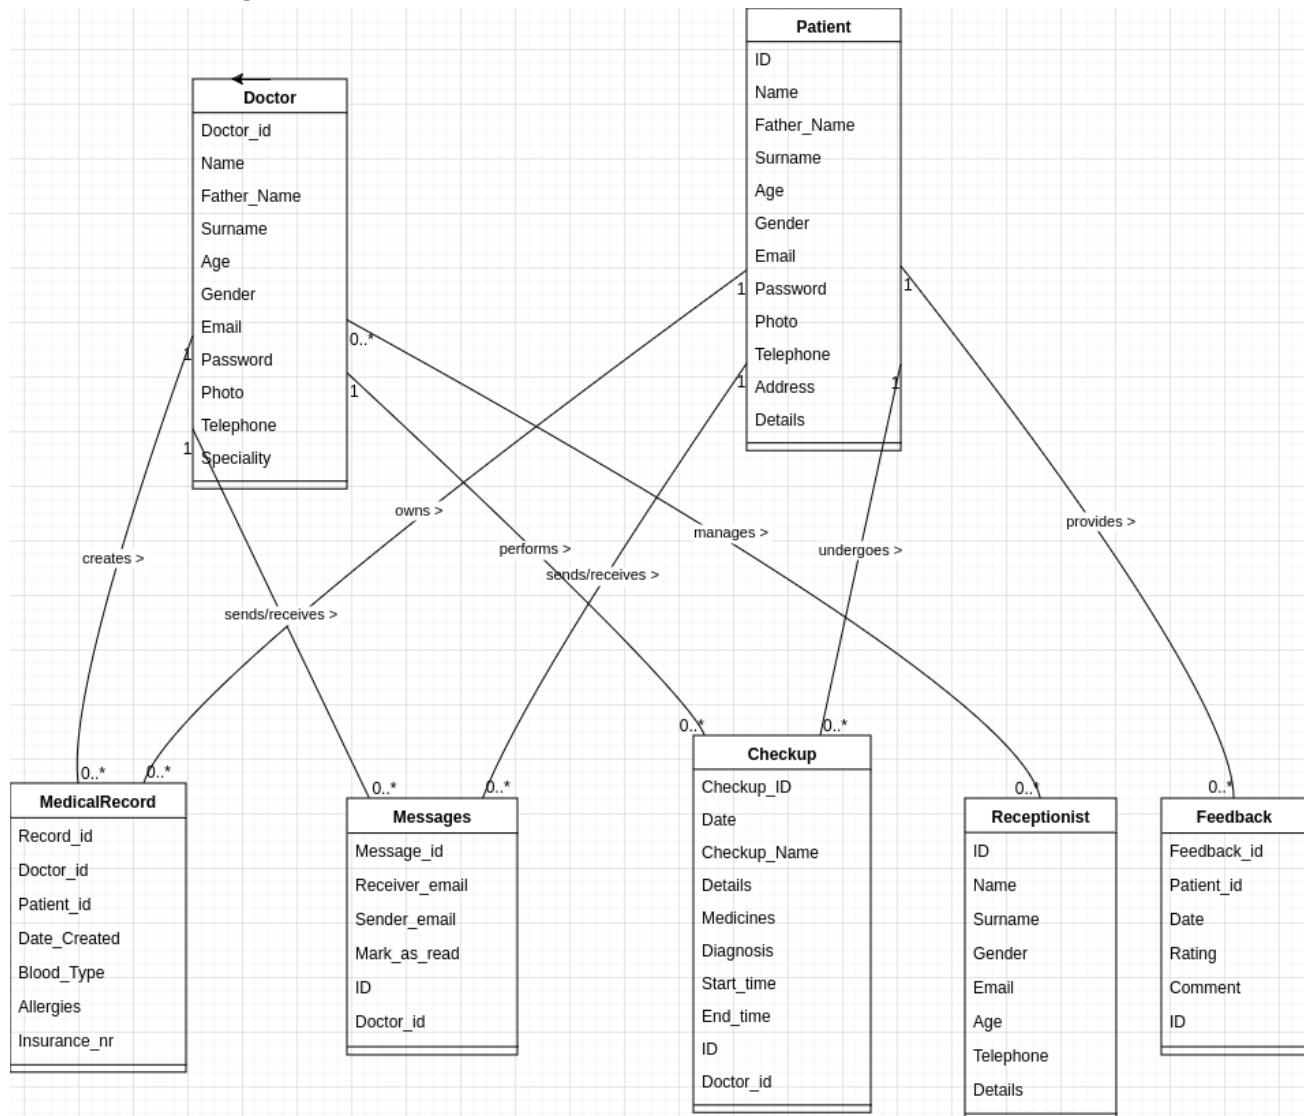 Patient
ID
Name
Father_Name
Surname
Age
Gender
Email
Password
Photo
Telephone
Address
Details
1
1
1
1
Doctor
Doctor_id
Name
Father_Name
Surname
Age
Gender
Email
Password
Photo
Telephone
Speciality
1
1
0..*
1
owns >
creates >
performs >
manages >
undergoes >
provides >
sends/receives >
sends/receives >
0..*
0..*
MedicalRecord
Record_id
Doctor_id
Patient_id
Date_Created
Blood_Type
Allergies
Insurance_nr
0..*
0..*
Messages
Message_id
Receiver_email
Sender_email
Mark_as_read
ID
Doctor_id
0..*
0..*
Checkup
Checkup_ID
Date
Checkup_Name
Details
Medicines
Diagnosis
Start_time
End_time
ID
Doctor_id
0..*
Receptionist
ID
Name
Surname
Gender
Email
Age
Telephone
Details
0..*
Feedback
Feedback_id
Patient_id
Date
Rating
Comment
ID